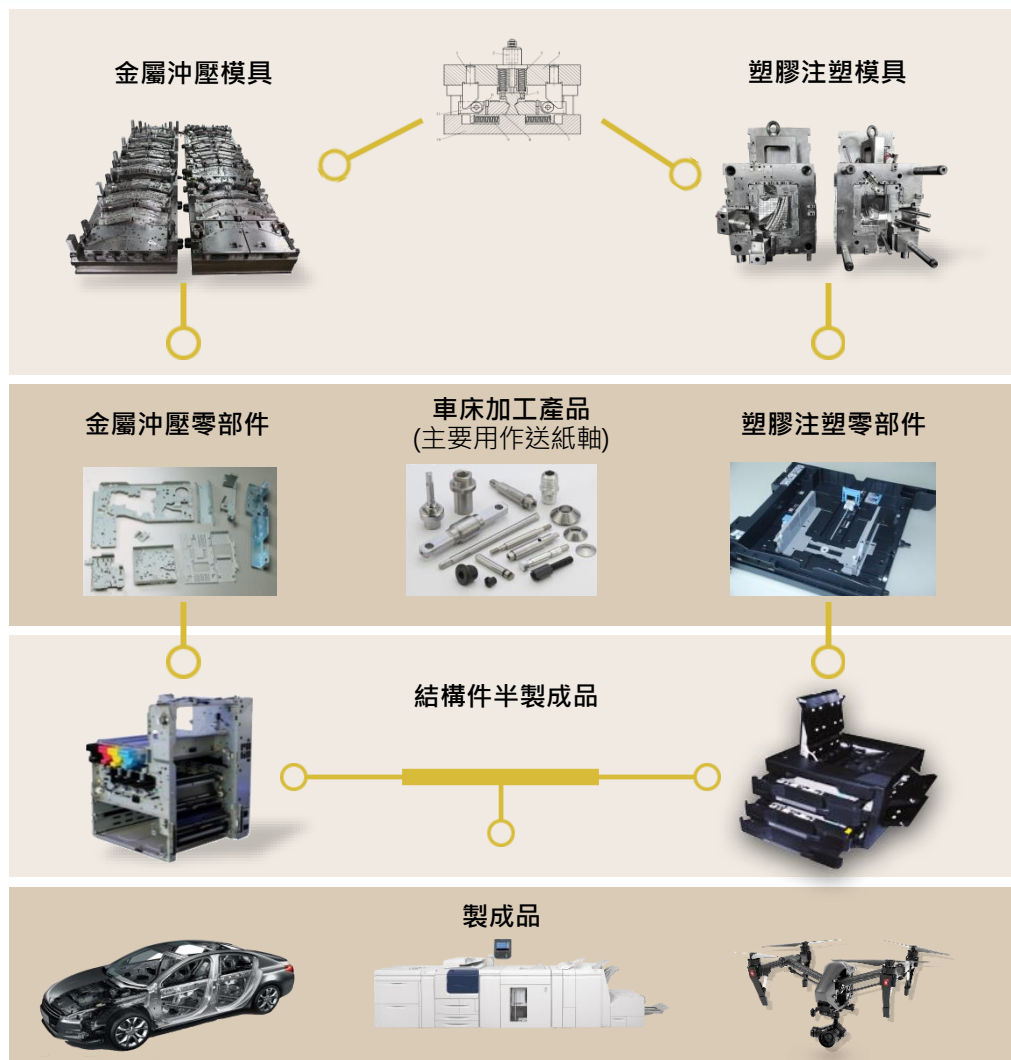 金屬沖壓模具
塑膠注塑模具
金屬沖壓零部件
車床加工產品
(主要用作送紙軸)
塑膠注塑零部件
結構件半製成品
製成品